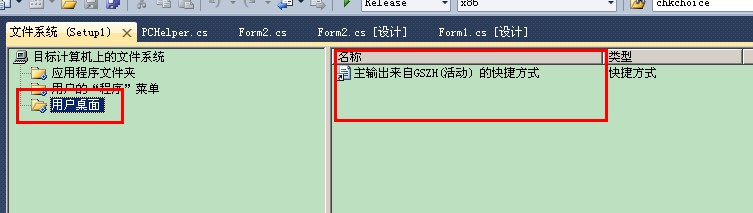 Release x86 chkchoice
文件系统 (Setup1) PCHelper.cs Form2.cs Form2.cs [设计] Form1.cs [设计]
目标计算机上的文件系统
应用程序文件夹
用户的“程序”菜单
用户桌面
名称 类型
主输出来自GSZH(活动) 的快捷方式 快捷方式